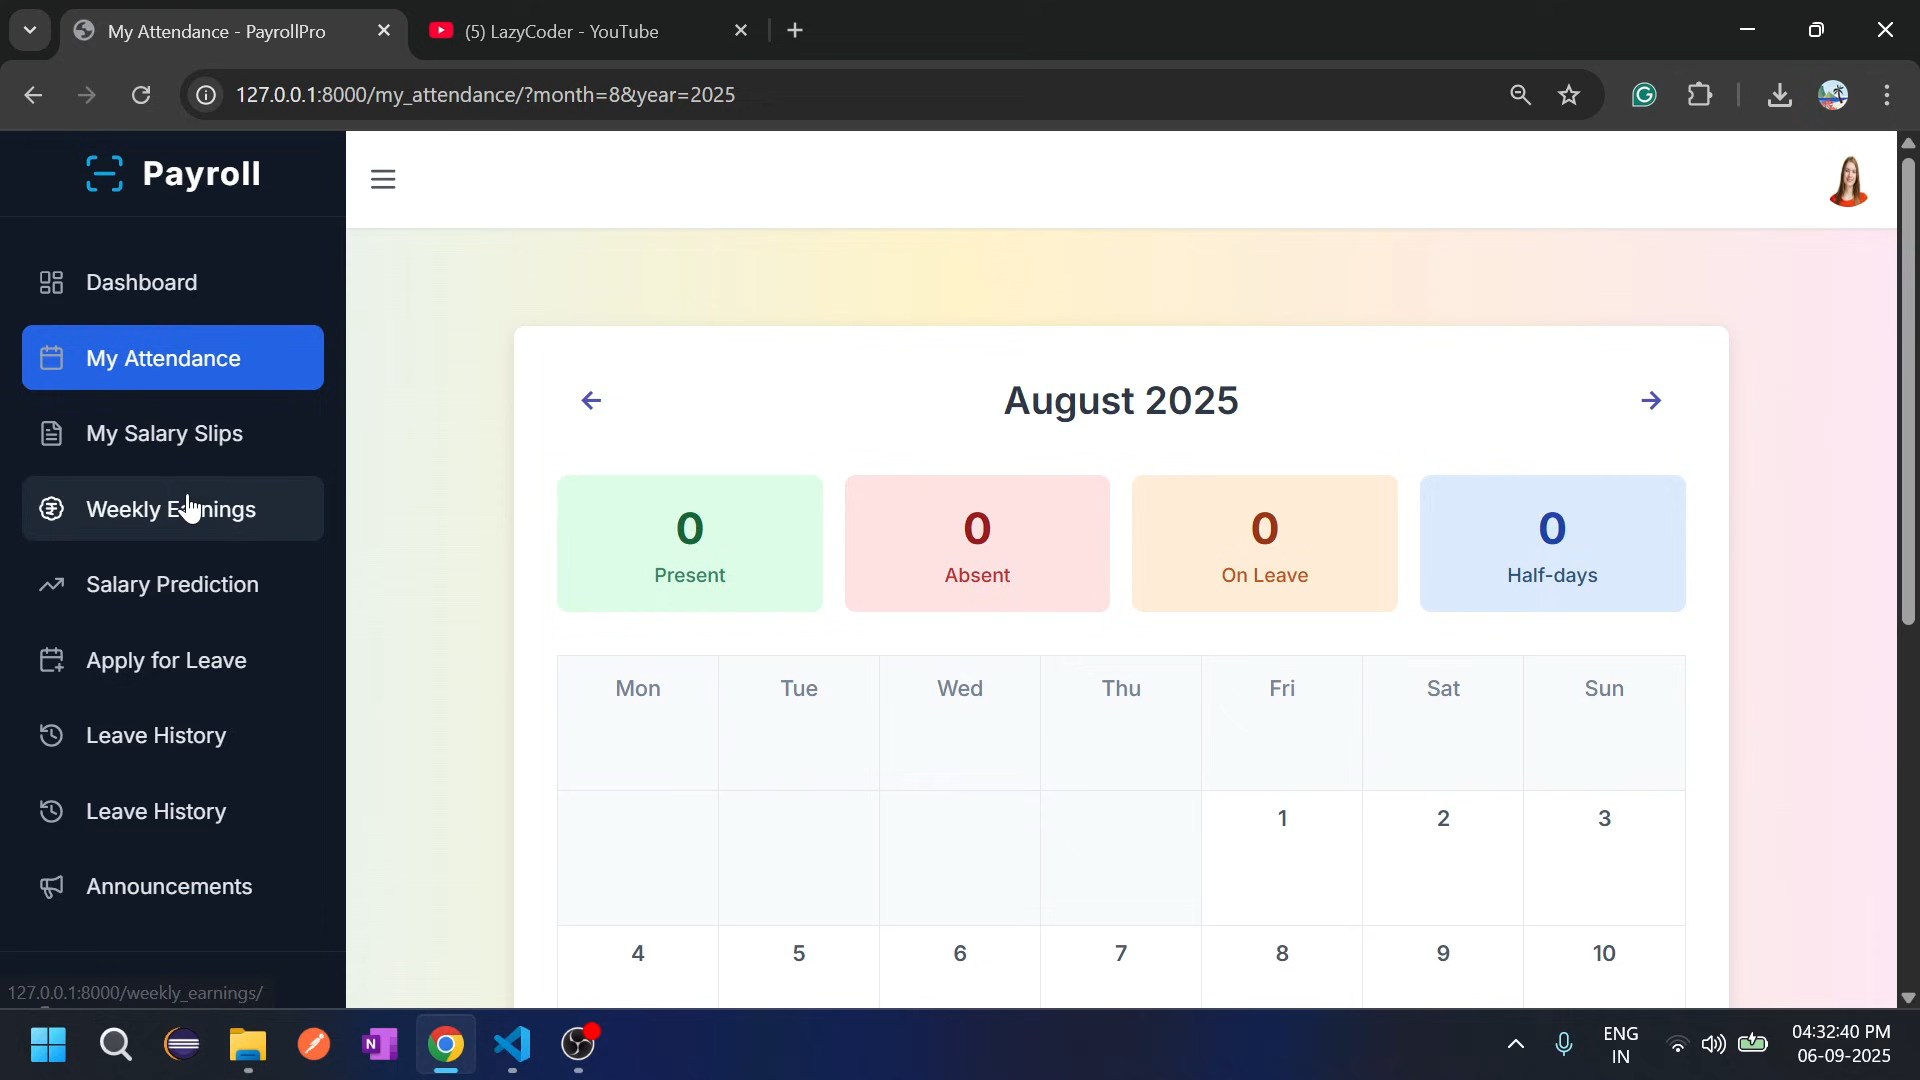 My Attendance - PayrollPro
(5) LazyCoder - YouTube
127.0.0.1:8000/my_attendance/?month=8&year=2025
Payroll
Dashboard
My Attendance
My Salary Slips
Weekly Earnings
Salary Prediction
Apply for Leave
Leave History
Leave History
Announcements
127.0.0.1:8000/weekly_earnings/
August 2025
0 0 0 0
Present Absent On Leave Half-days
Mon Tue Wed Thu Fri Sat Sun
1 2 3
4 5 6 7 8 9 10
ENG
IN
04:32:40 PM
06-09-2025